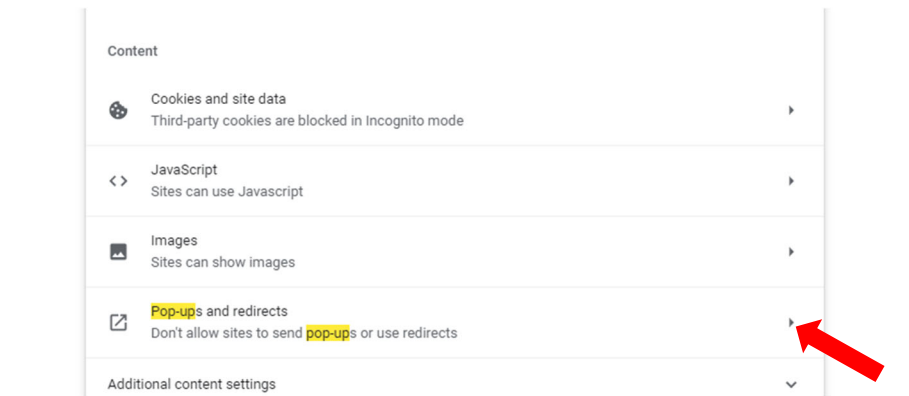 Content
Cookies and site data
Third-party cookies are blocked in Incognito mode
JavaScript
Sites can use Javascript
Images
Sites can show images
Pop-ups and redirects
Don't allow sites to send pop-ups or use redirects
Additional content settings